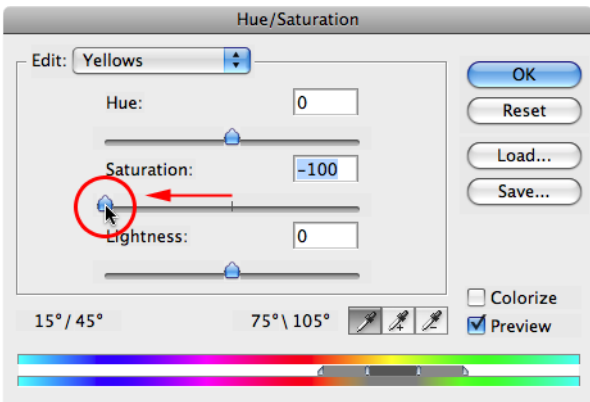 Hue/Saturation
Edit: Yellows
OK
Hue: 0
Reset
Saturation: -100
Load...
Save...
Lightness: 0
Colorize
15°/45° 75°\105°
Preview